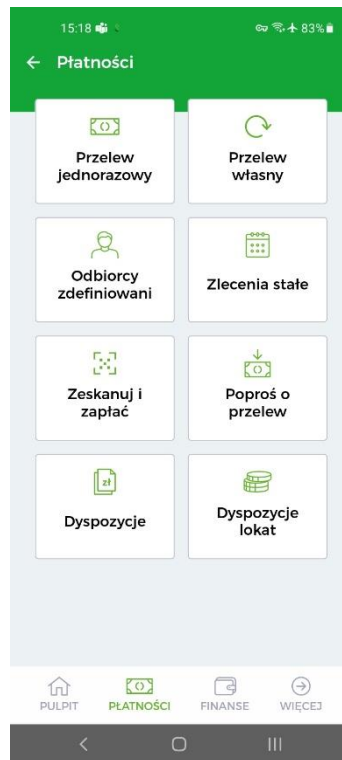 15:18
83%
Płatności
Przelew
jednorazowy
Przelew
własny
Odbiorcy
zdefiniowani
Zlecenia stałe
Zeskanuj i
zapłać
Poproś o
przelew
zł
Dyspozycje
Dyspozycje
lokat
PULPIT
PŁATNOŚCI
FINANSE
WIĘCEJ